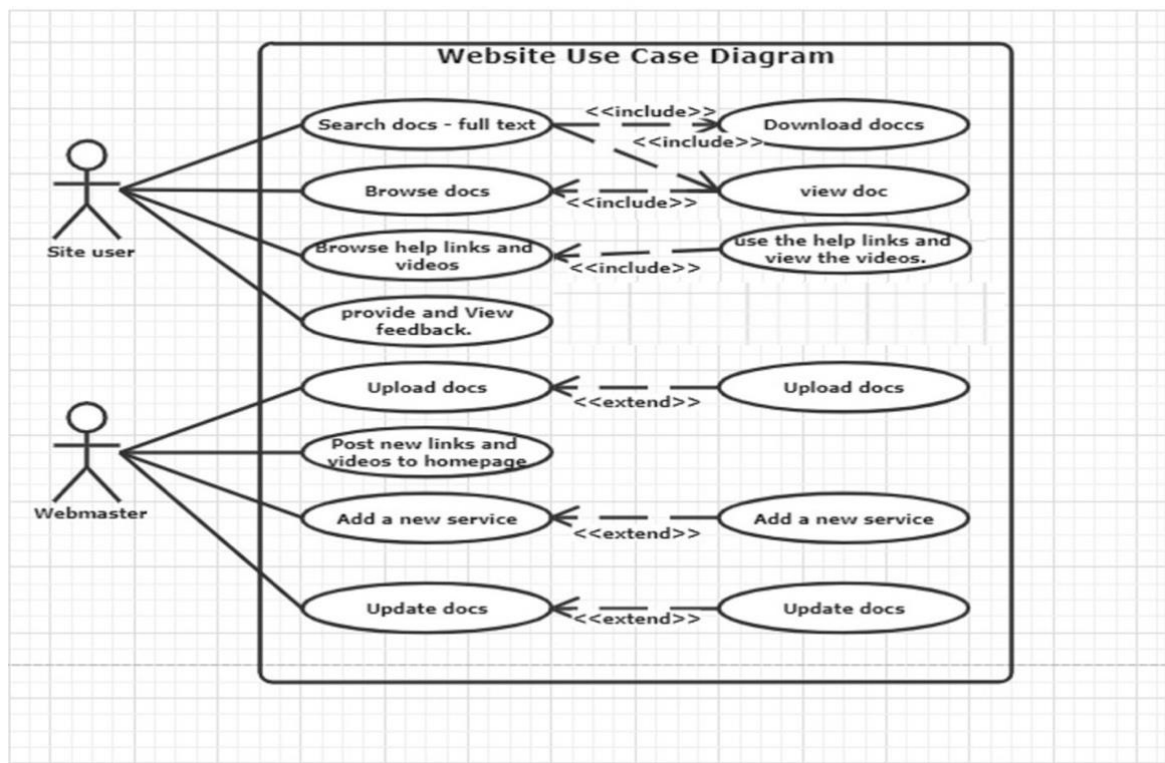 Website Use Case Diagram
<<include>>
Search docs - full text
Download doccs
<<include>>
Browse docs
view doc
<<include>>
Site user
Browse help links and
videos
use the help links and
view the videos.
<<include>>
provide and View
feedback.
Upload docs
Upload docs
<<extend>>
Post new links and
videos to homepage
Webmaster
Add a new service
Add a new service
<<extend>>
Update docs
Update docs
<<extend>>